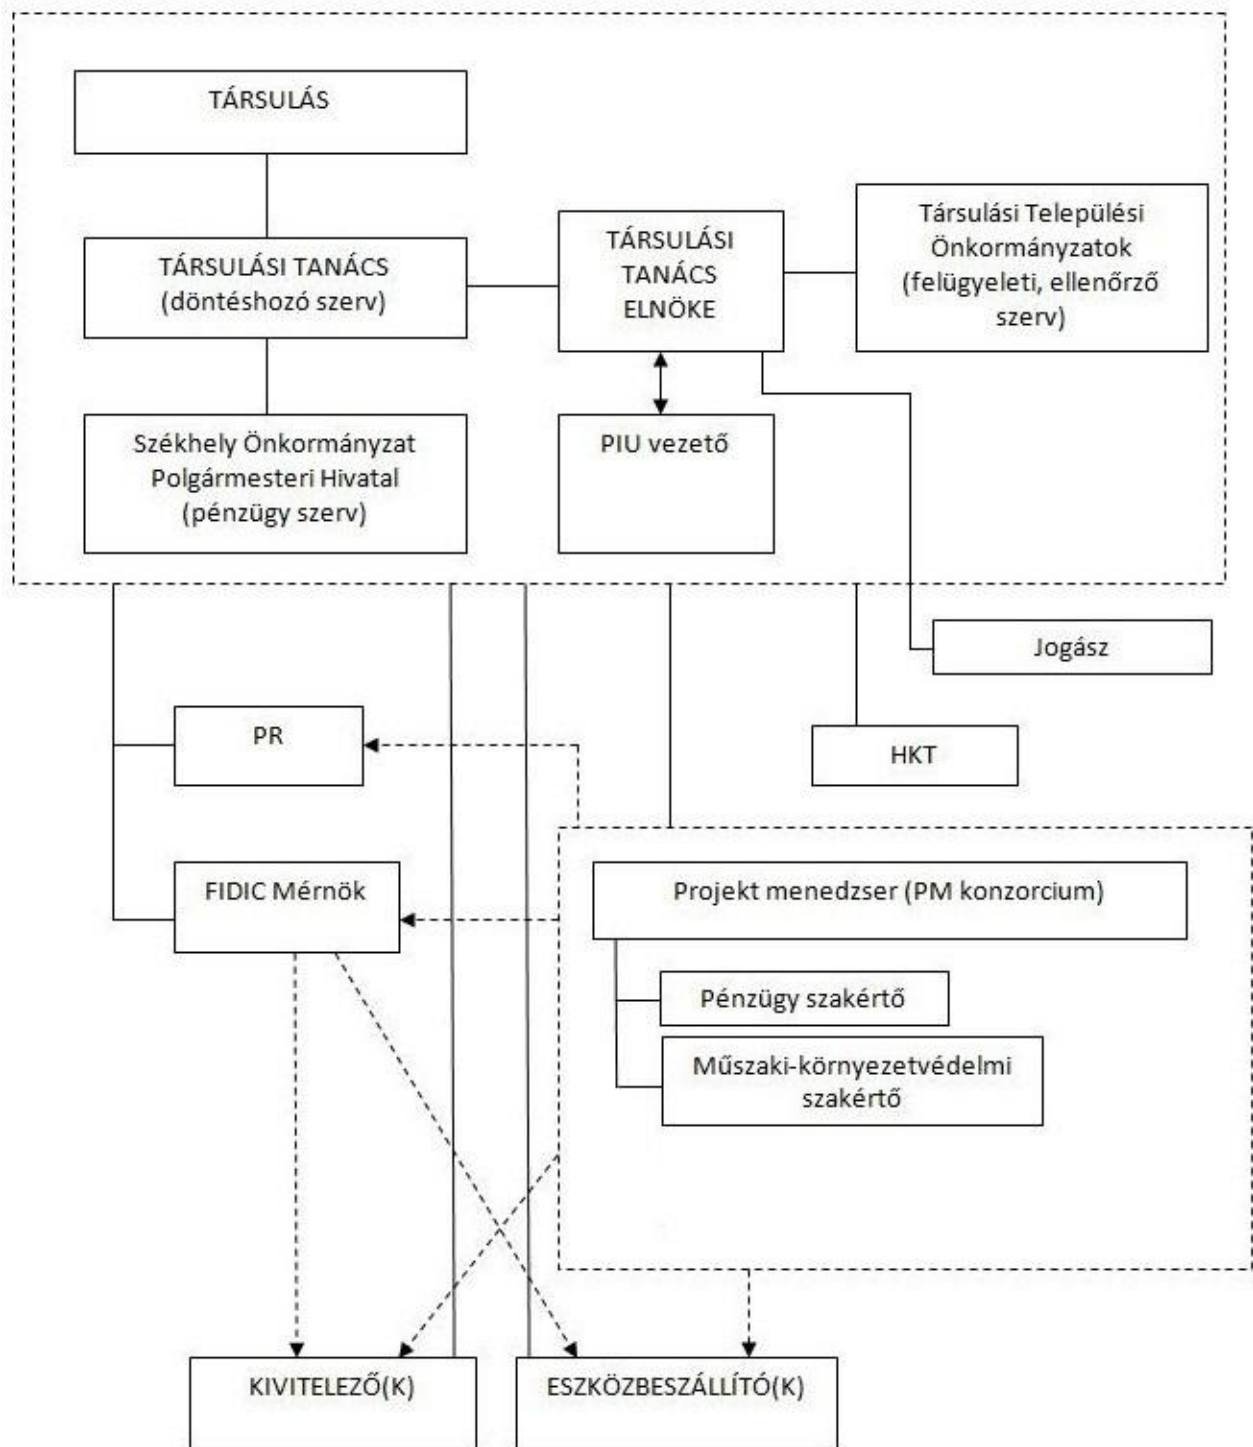 TÁRSULÁS
TÁRSULÁSI TANÁCS
(döntéshozó szerv)
TÁRSULÁSI
TANÁCS
ELNÖKE
Társulási Települési
Önkormányzatok
(felügyeleti, ellenőrző
szerv)
Székhely Önkormányzat
Polgármesteri Hivatal
(pénzügy szerv)
PIU vezető
Jogász
PR
HKT
FIDIC Mérnök
Projekt menedzser (PM konzorcium)
Pénzügy szakértő
Műszaki-környezetvédelmi
szakértő
KIVITELEZŐ(K)
ESZKÖZBESZÁLLÍTÓ(K)